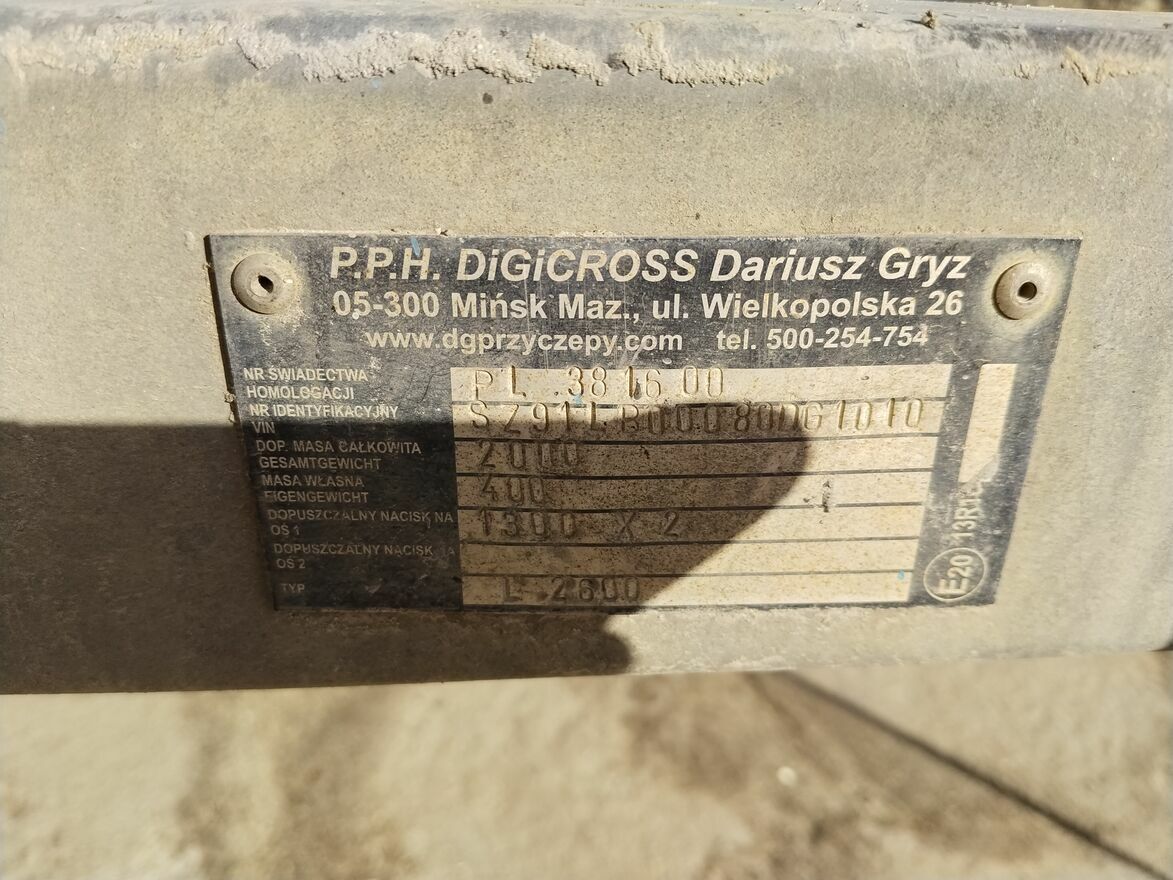 P.P.H. DiGiCROSS Dariusz Gryz
05-300 Mińsk Maz., ul. Wielkopolska 26
www.dgprzyczepy.com tel. 500-254-754
NR ŚWIADECTWA
HOMOLOGACJI
PL 381600
NR IDENTYFIKACYJNY
VIN
DOP. MASA CAŁKOWITA
GESAMTGEWICHT
2000
MASA WŁASNA
EIGENGEWICHT
400
DOPUSZCZALNY NACISK NA
OŚ 1
1300 X 2
DOPUSZCZALNY NACISK NA
OŚ 2
TYP
L 2600
E20